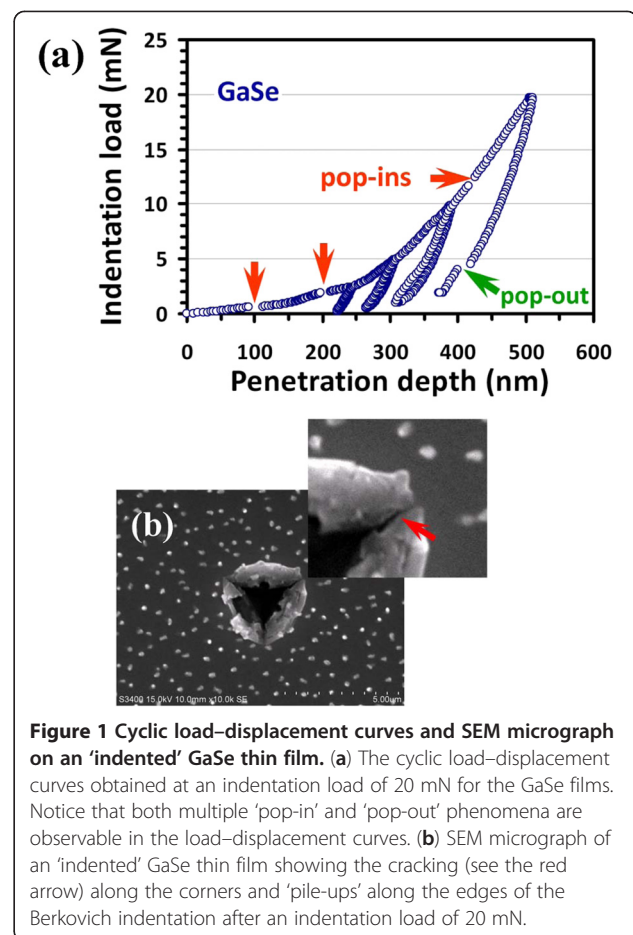 (a)
25
20
15
10
5
0
Indentation load (mN)
GaSe
pop-ins
pop-out
0 100 200 300 400 500 600
Penetration depth (nm)
(b)
S3400 15.0kV 10.0mm x10.0k SE
5.00um
Figure 1 Cyclic load–displacement curves and SEM micrograph
on an ‘indented’ GaSe thin film. (a) The cyclic load–displacement
curves obtained at an indentation load of 20 mN for the GaSe films.
Notice that both multiple ‘pop-in’ and ‘pop-out’ phenomena are
observable in the load–displacement curves. (b) SEM micrograph of
an ‘indented’ GaSe thin film showing the cracking (see the red
arrow) along the corners and ‘pile-ups’ along the edges of the
Berkovich indentation after an indentation load of 20 mN.